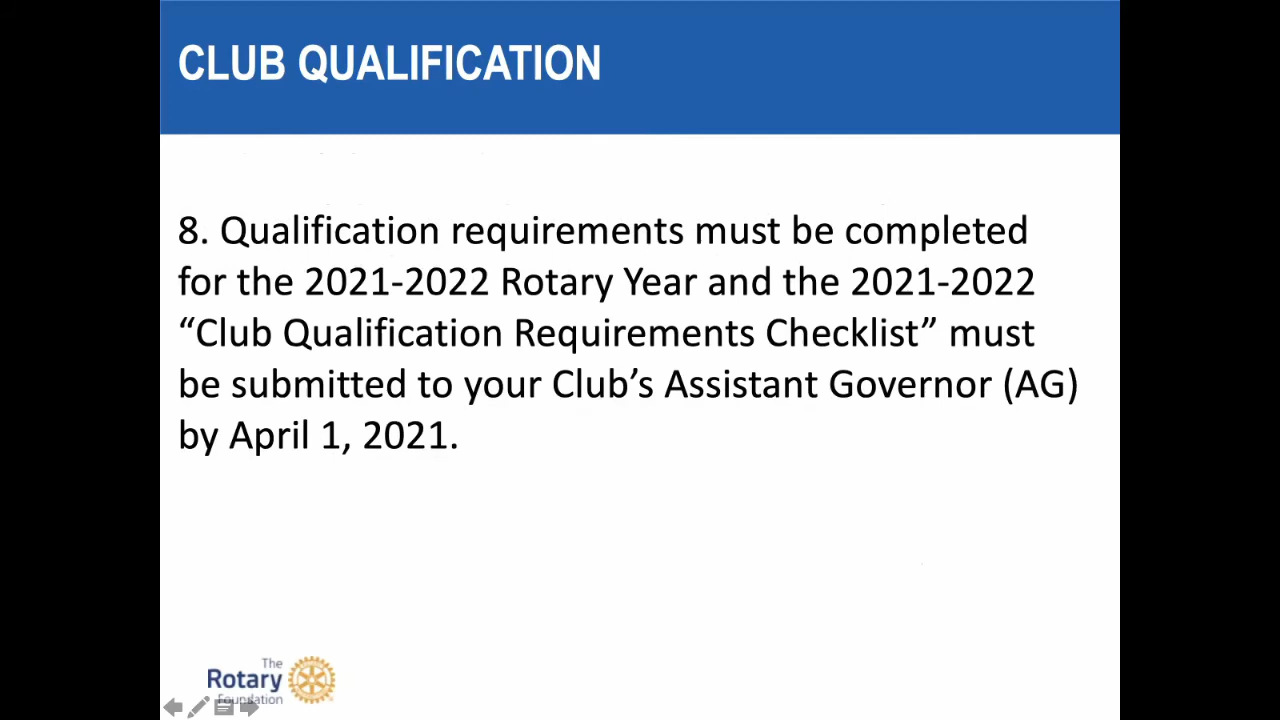 CLUB QUALIFICATION
8. Qualification requirements must be completed
for the 2021-2022 Rotary Year and the 2021-2022
“Club Qualification Requirements Checklist” must
be submitted to your Club’s Assistant Governor (AG)
by April 1, 2021.
The
Rotary
Foundation